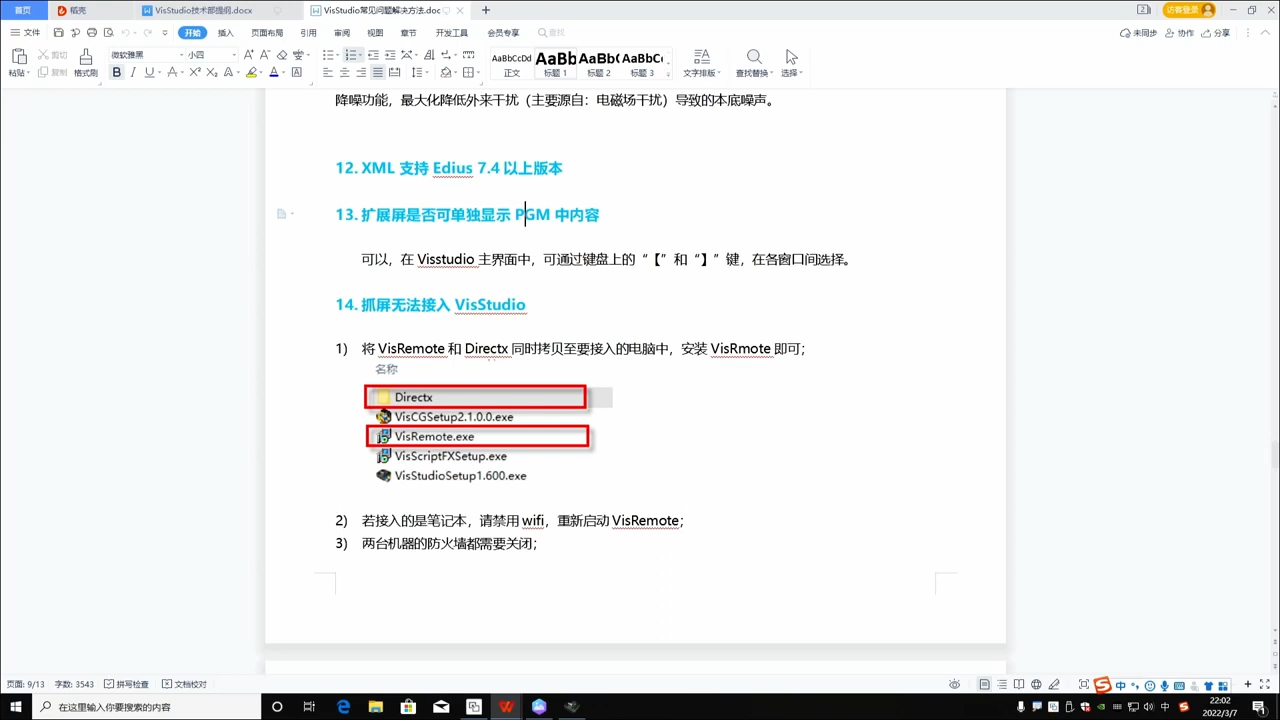 首页
稻壳
VisStudio技术部提纲.docx
VisStudio常见问题解决方法.doc
访客登录
文件
开始
插入
页面布局
引用
审阅
视图
章节
开发工具
会员专享
查找
未同步
协作
分享
粘贴
剪切
复制
格式刷
微软雅黑
小四
AaBbCcDd
正文
标题 1
标题 2
标题 3
文字排版
查找替换
选择
降噪功能，最大化降低外来干扰（主要源自：电磁场干扰）导致的本底噪声。
12. XML 支持 Edius 7.4 以上版本
13. 扩展屏是否可单独显示 PGM 中内容
可以，在 Visstudio 主界面中，可通过键盘上的“【”和“】”键，在各窗口间选择。
14. 抓屏无法接入 VisStudio
1) 将 VisRemote 和 Directx 同时拷贝至要接入的电脑中，安装 VisRmote 即可；
名称
Directx
VisCGSetup2.1.0.0.exe
VisRemote.exe
VisScriptFXSetup.exe
VisStudioSetup1.600.exe
2) 若接入的是笔记本，请禁用 wifi，重新启动 VisRemote；
3) 两台机器的防火墙都需要关闭；
页面: 9/13 字数: 3543 拼写检查 文档校对
在这里输入你要搜索的内容
22:02
2022/3/7